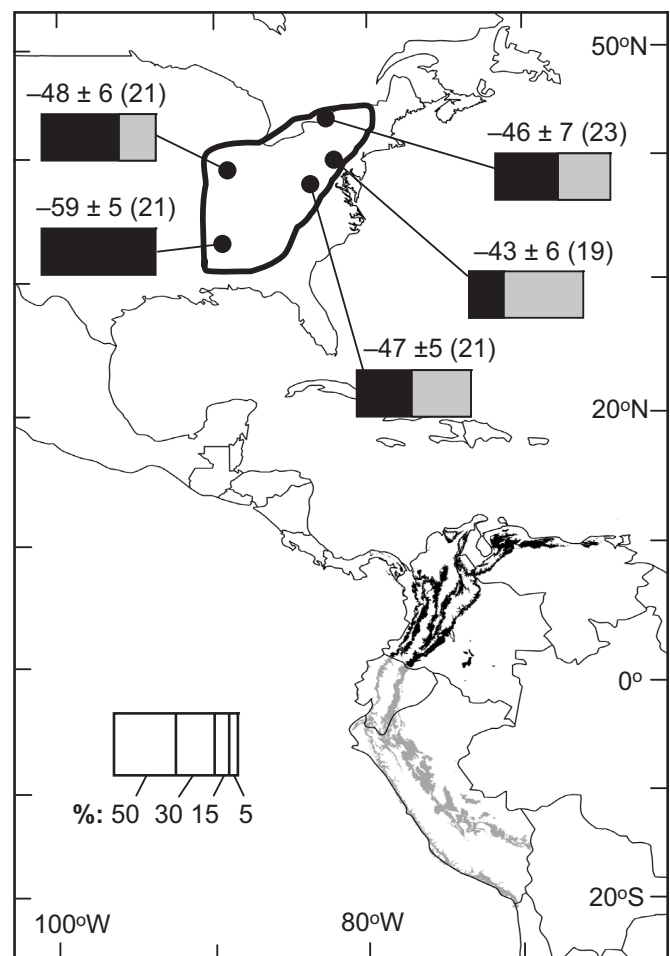 50°N
–48 ± 6 (21)
–46 ± 7 (23)
–59 ± 5 (21)
–43 ± 6 (19)
–47 ±5 (21)
20°N
0°
%: 50 30 15 5
20°S
100°W 80°W